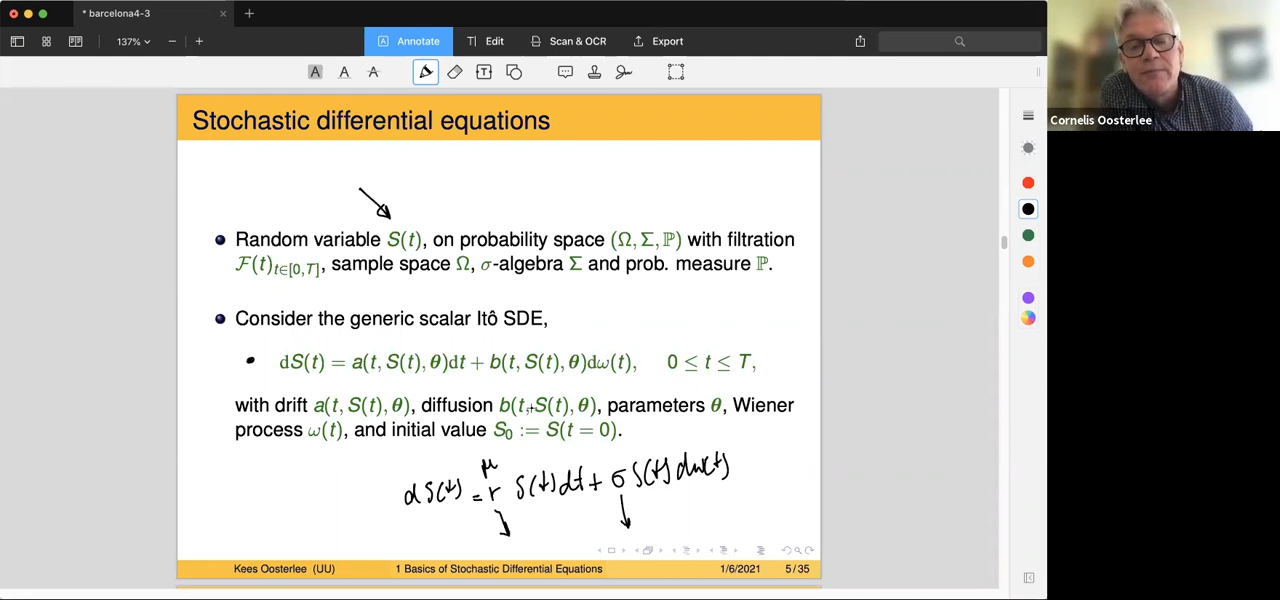 * barcelona4-3
137%
Annotate
Edit
Scan & OCR
Export
Stochastic differential equations
Random variable S(t), on probability space (Ω, Σ, ℙ) with filtration
ℱ(t)t∈[0,T], sample space Ω, σ-algebra Σ and prob. measure ℙ.
Consider the generic scalar Itô SDE,
dS(t) = a(t, S(t), θ)dt + b(t, S(t), θ)dω(t), 0 ≤ t ≤ T,
with drift a(t, S(t), θ), diffusion b(t, S(t), θ), parameters θ, Wiener
process ω(t), and initial value S0 := S(t = 0).
μ
dS(t) = r S(t)dt + σ S(t) dω(t)
Kees Oosterlee (UU) 1 Basics of Stochastic Differential Equations 1/6/2021 5 / 35
Cornelis Oosterlee